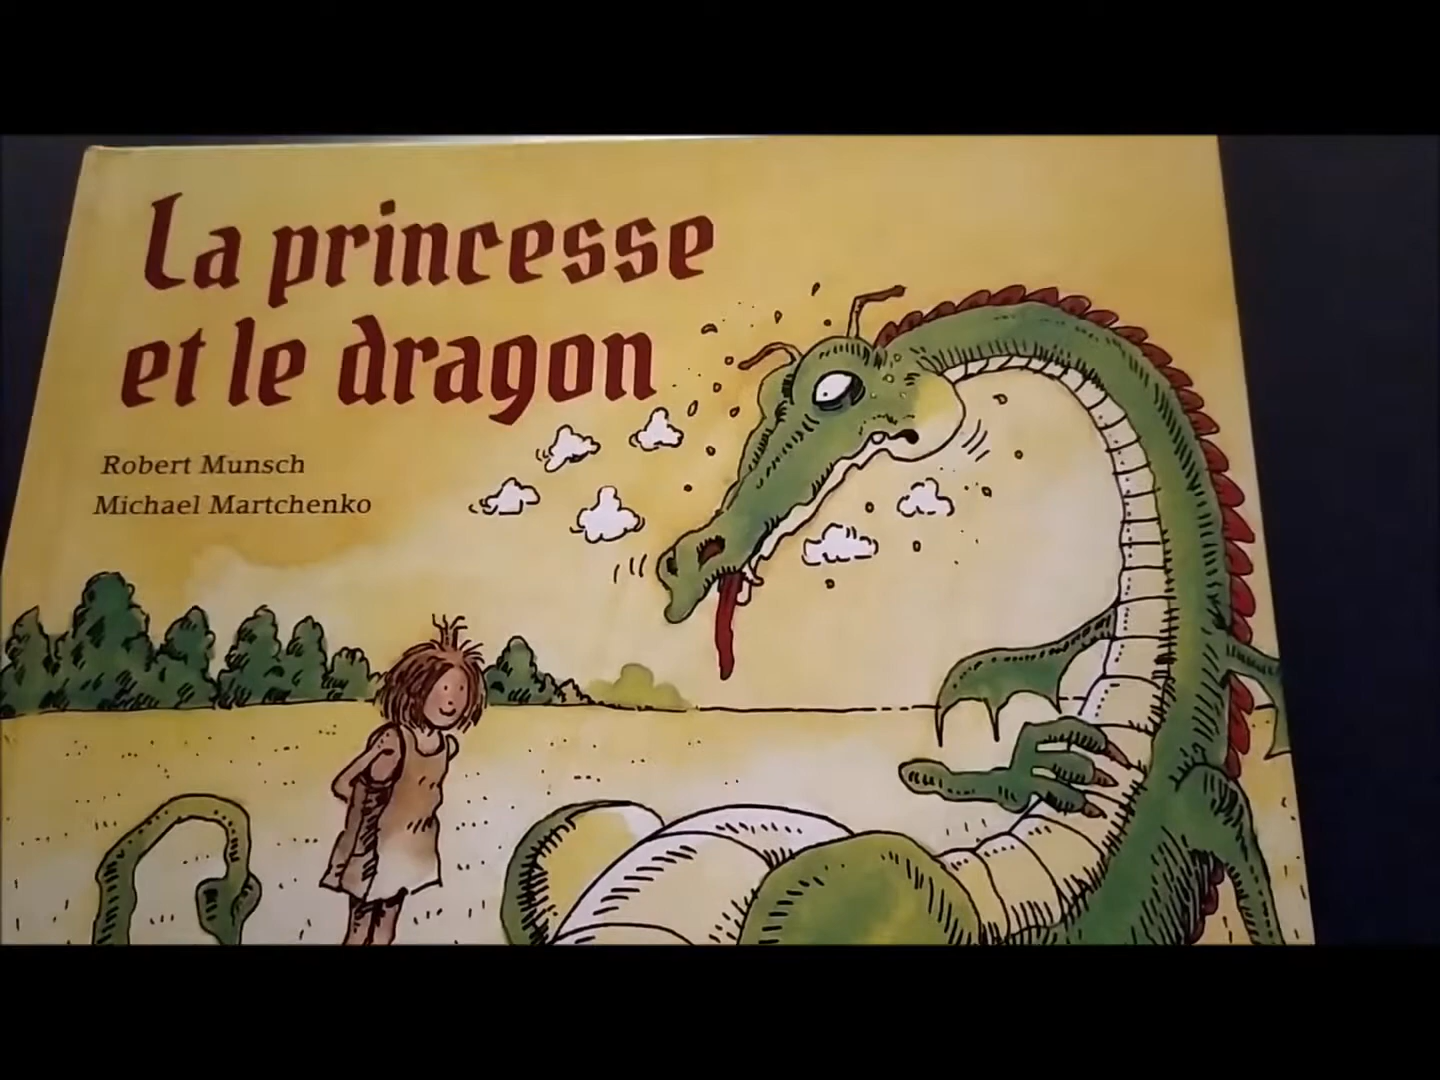 La princesse
et le dragon
Robert Munsch
Michael Martchenko